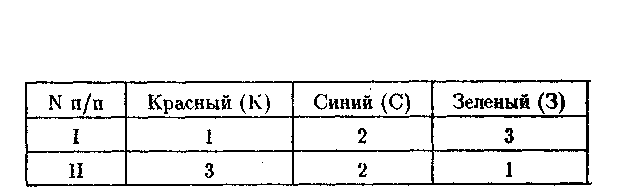 N п/п Красный (К) Синий (С) Зеленый (З)
I 1 2 3
II 3 2 1